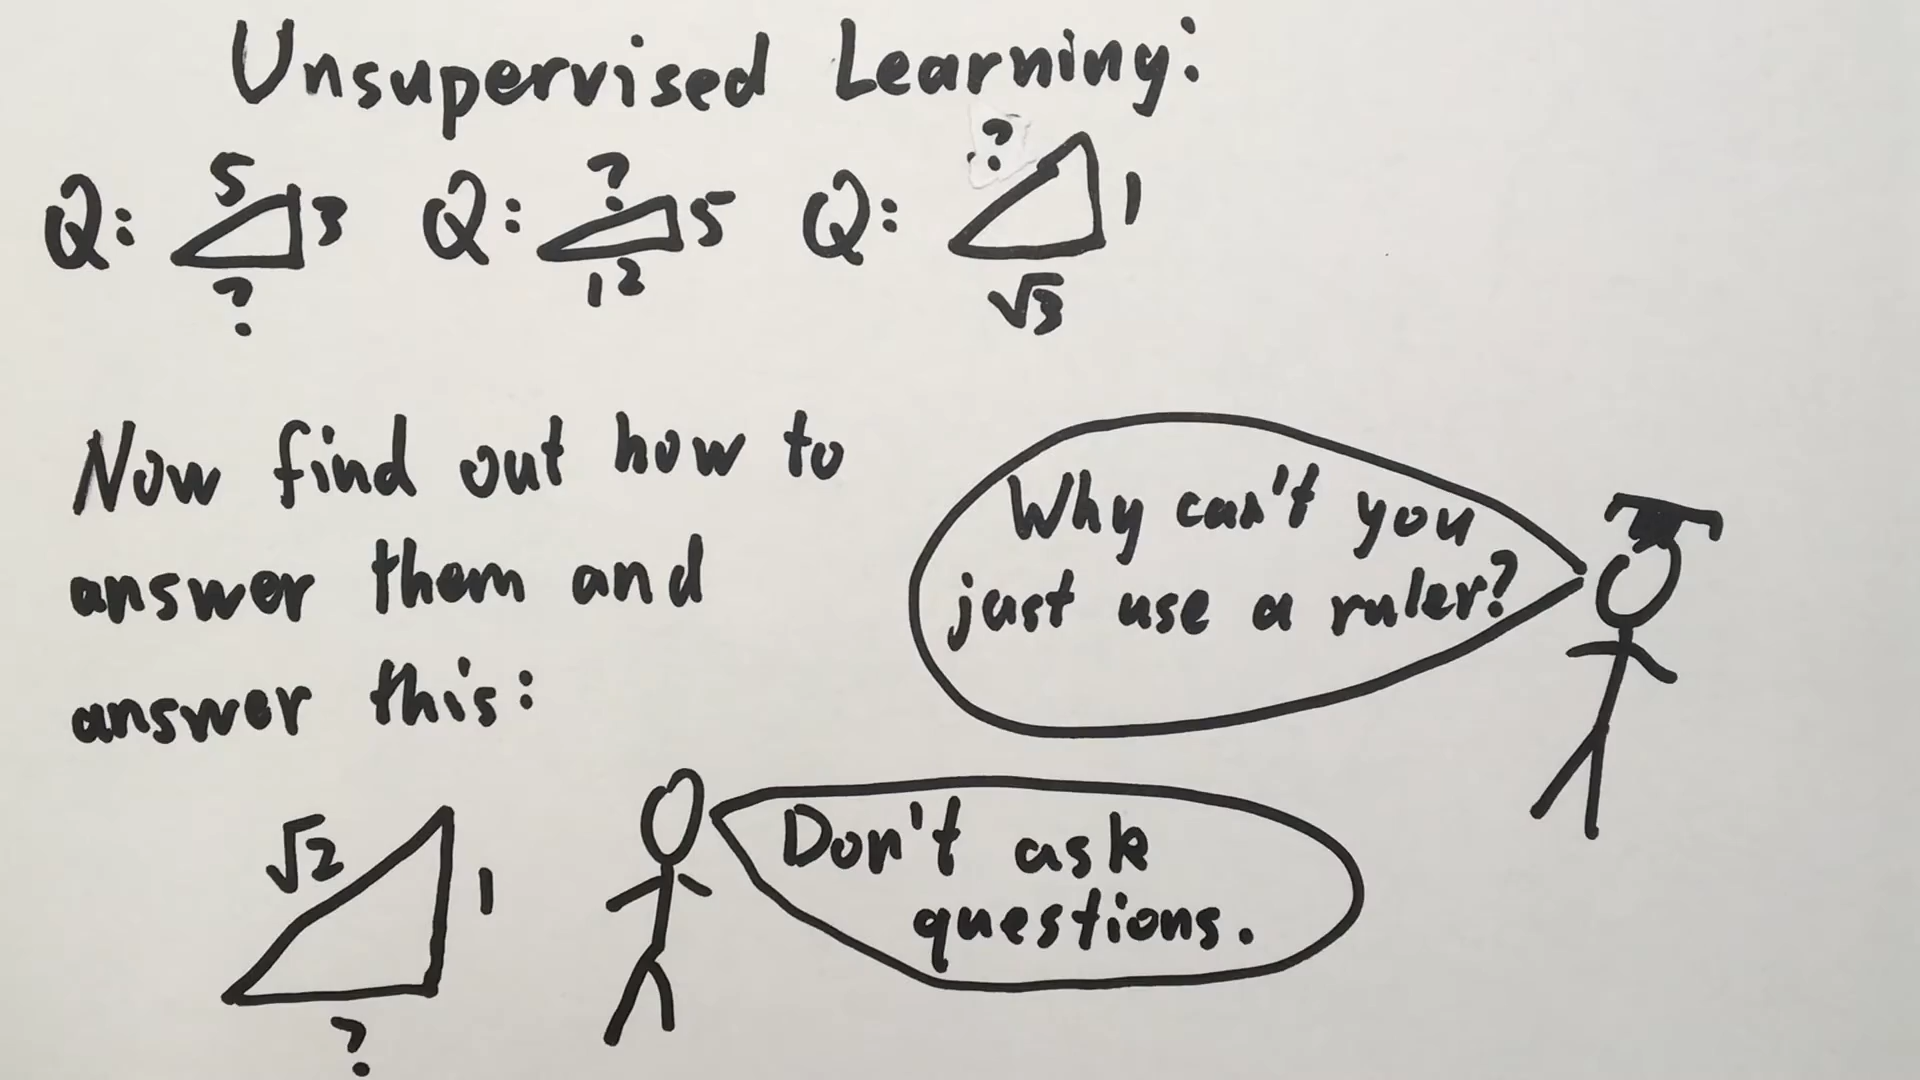 Unsupervised Learning:
Q: 5 3 ? Q: ? 5 12 Q: ? 1 √3
Now find out how to
answer them and
answer this:
√2 1 ?
Why can't you
just use a ruler?
Don't ask
questions.